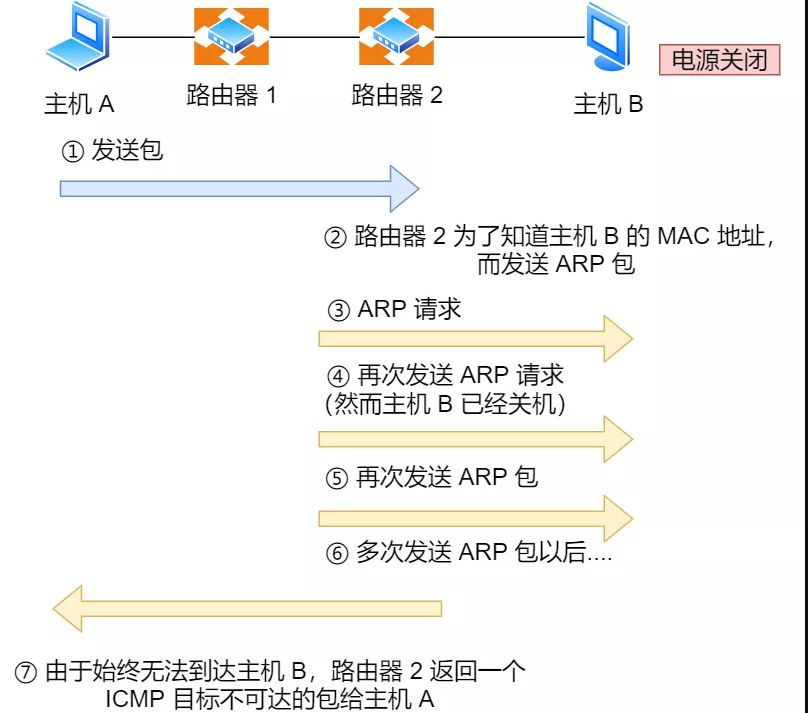 电源关闭
主机 A
路由器 1
路由器 2
主机 B
① 发送包
② 路由器 2 为了知道主机 B 的 MAC 地址，
而发送 ARP 包
③ ARP 请求
④ 再次发送 ARP 请求
（然而主机 B 已经关机）
⑤ 再次发送 ARP 包
⑥ 多次发送 ARP 包以后....
⑦ 由于始终无法到达主机 B，路由器 2 返回一个
ICMP 目标不可达的包给主机 A